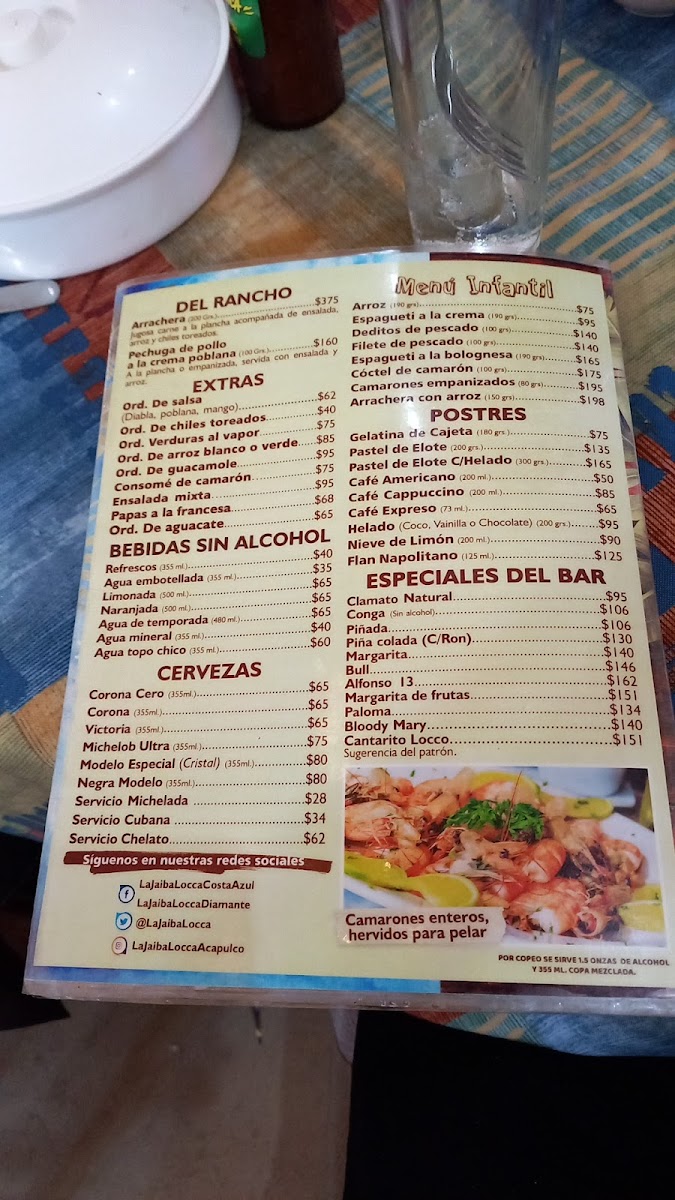 DEL RANCHO
Arrachera (200 Grs.)....$375
Jugosa carne a la plancha acompañada de ensalada,
arroz y chiles toreados.
Pechuga de pollo
a la crema poblana (100 Grs.)....$160
A la plancha o empanizada, servida con ensalada y
arroz.
EXTRAS
Ord. De salsa
(Diabla, poblana, mango)....$62
Ord. De chiles toreados....$40
Ord. Verduras al vapor....$75
Ord. De arroz blanco o verde....$85
Ord. De guacamole....$95
Consomé de camarón....$75
Ensalada mixta....$95
Papas a la francesa....$68
Ord. De aguacate....$65
BEBIDAS SIN ALCOHOL
Refrescos (355 ml.)....$40
Agua embotellada (355 ml.)....$35
Limonada (500 ml.)....$65
Naranjada (500 ml.)....$65
Agua de temporada (480 ml.)....$65
Agua mineral (355 ml.)....$40
Agua topo chico (355 ml.)....$60
CERVEZAS
Corona Cero (355ml.)....$65
Corona (355ml.)....$65
Victoria (355ml.)....$65
Michelob Ultra (355ml.)....$75
Modelo Especial (Cristal) (355ml.)....$80
Negra Modelo (355ml.)....$80
Servicio Michelada ....$28
Servicio Cubana ....$34
Servicio Chelato....$62
Síguenos en nuestras redes sociales
LaJaibaLoccaCostaAzul
LaJaibaLoccaDiamante
@LaJaibaLocca
LaJaibaLoccaAcapulco
Menú Infantil
Arroz (190 grs)....$75
Espagueti a la crema (190 grs)....$95
Deditos de pescado (100 grs)....$140
Filete de pescado (100 grs)....$140
Espagueti a la bolognesa (190 grs)....$165
Cóctel de camarón (100 grs)....$175
Camarones empanizados (80 grs)....$195
Arrachera con arroz (150 grs)....$198
POSTRES
Gelatina de Cajeta (180 grs.)....$75
Pastel de Elote (200 grs.)....$135
Pastel de Elote C/Helado (300 grs.)....$165
Café Americano (200 ml.)....$50
Café Cappuccino (200 ml.)....$85
Café Expreso (73 ml.)....$65
Helado (Coco, Vainilla o Chocolate) (200 grs.)....$95
Nieve de Limón (200 ml.)....$90
Flan Napolitano (125 ml.)....$125
ESPECIALES DEL BAR
Clamato Natural....$95
Conga (Sin alcohol)....$106
Piñada....$106
Piña colada (C/Ron)....$130
Margarita....$140
Bull....$146
Alfonso 13....$162
Margarita de frutas....$151
Paloma....$134
Bloody Mary....$140
Cantarito Locco....$151
Sugerencia del patrón.
Camarones enteros,
hervidos para pelar
POR COPEO SE SIRVE 1.5 ONZAS DE ALCOHOL
Y 355 ML. COPA MEZCLADA.